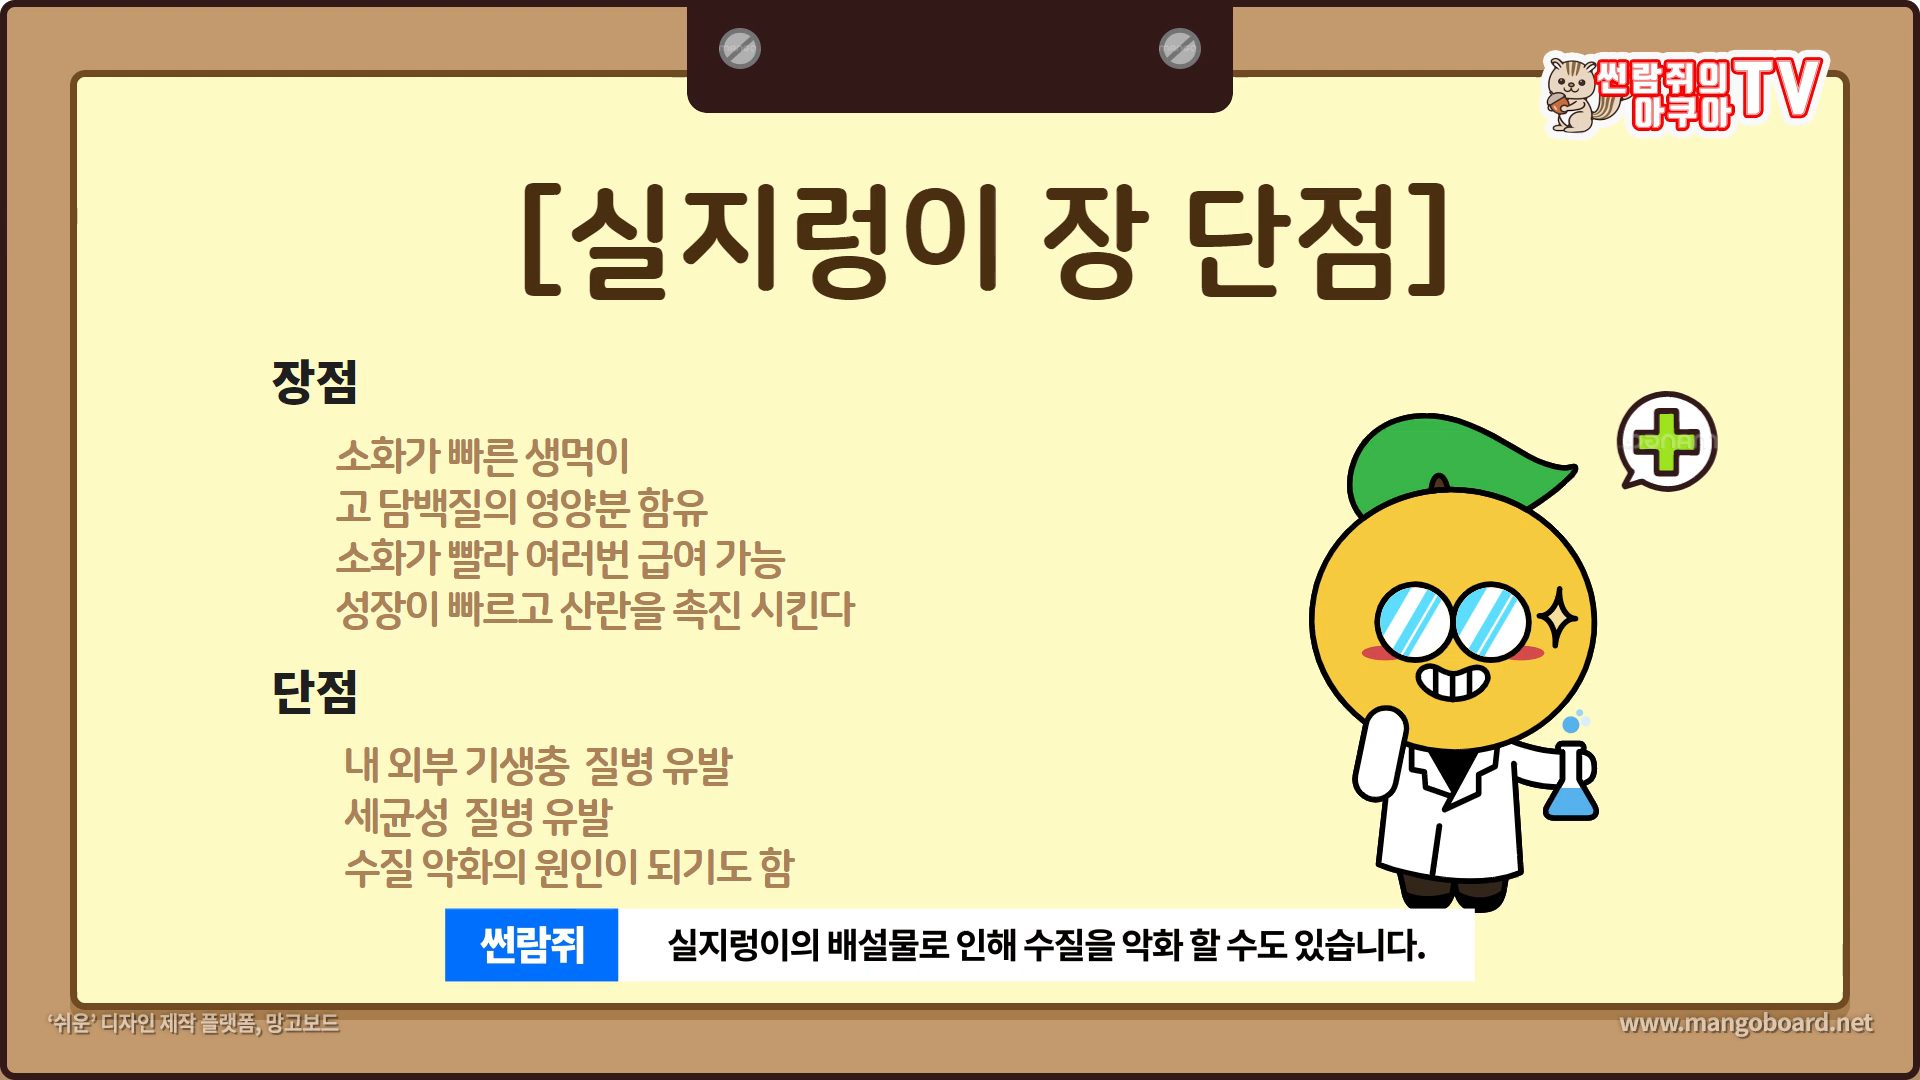 썬람쥐의
아쿠아 TV
[실지렁이 장 단점]
장점
소화가 빠른 생먹이
고 담백질의 영양분 함유
소화가 빨라 여러번 급여 가능
성장이 빠르고 산란을 촉진 시킨다
단점
내 외부 기생충 질병 유발
세균성 질병 유발
수질 악화의 원인이 되기도 함
썬람쥐 실지렁이의 배설물로 인해 수질을 악화 할 수도 있습니다.
‘쉬운’ 디자인 제작 플랫폼, 망고보드
www.mangoboard.net